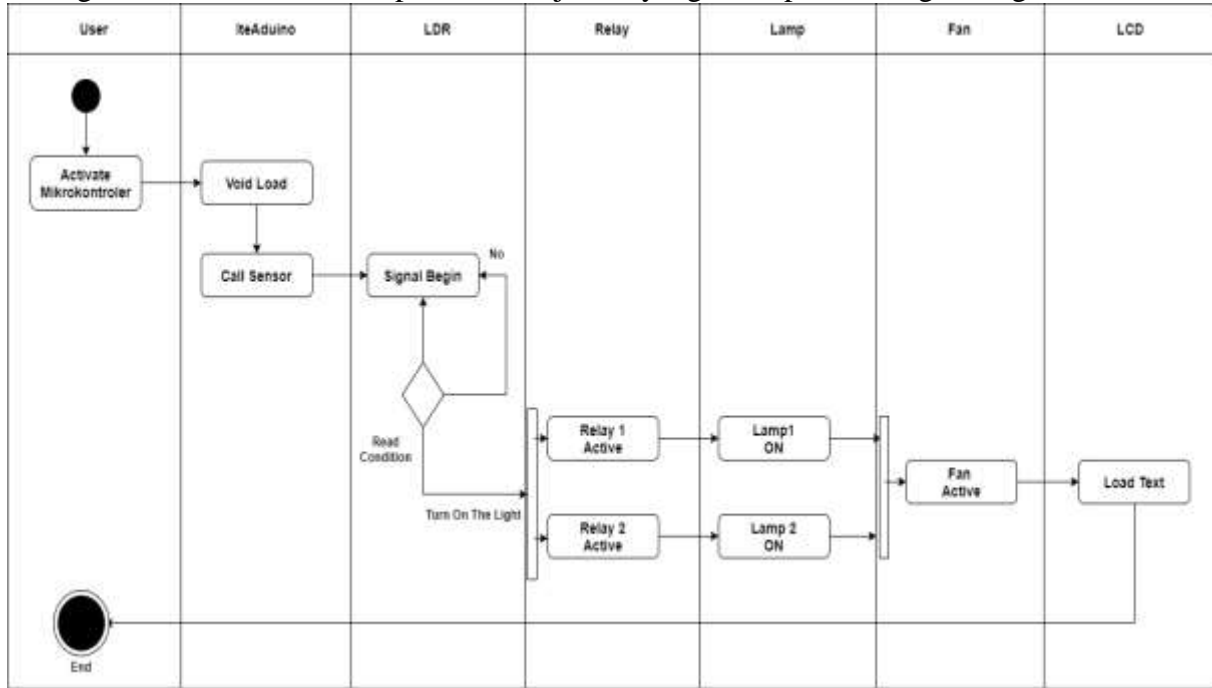 User
IteAduino
LDR
Relay
Lamp
Fan
LCD
Activate
Mikrokontroler
Void Load
Call Sensor
Signal Begin
No
Read
Condition
Turn On The Light
Relay 1
Active
Lamp1
ON
Relay 2
Active
Lamp 2
ON
Fan
Active
Load Text
End